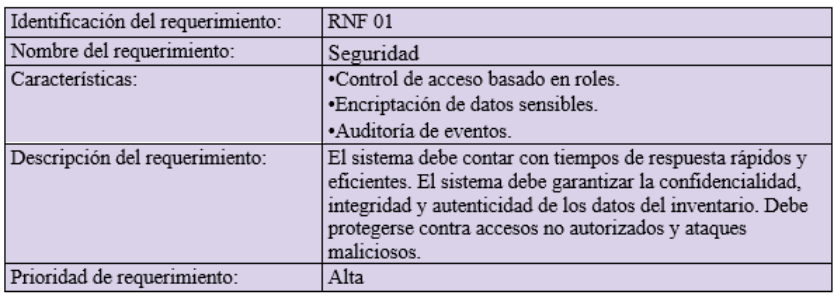 Identificación del requerimiento: RNF 01
Nombre del requerimiento: Seguridad
Características: •Control de acceso basado en roles.
•Encriptación de datos sensibles.
•Auditoría de eventos.
Descripción del requerimiento: El sistema debe contar con tiempos de respuesta rápidos y
eficientes. El sistema debe garantizar la confidencialidad,
integridad y autenticidad de los datos del inventario. Debe
protegerse contra accesos no autorizados y ataques
maliciosos.
Prioridad de requerimiento: Alta